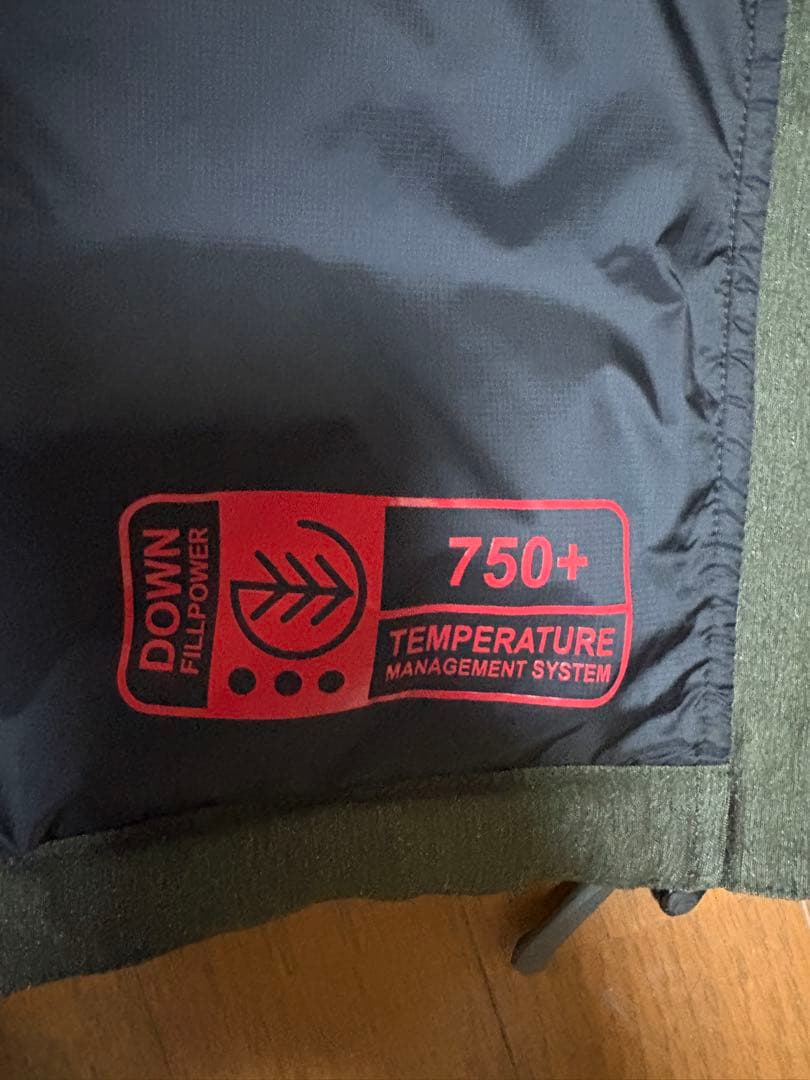 DOWN
FILLPOWER
750+
TEMPERATURE
MANAGEMENT SYSTEM